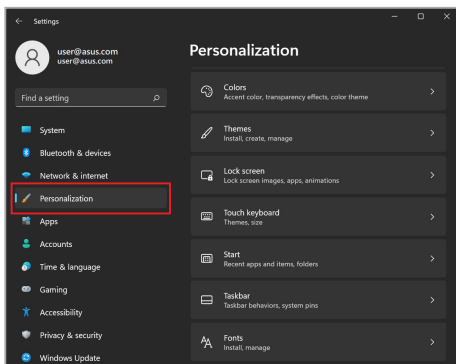 Settings
user@asus.com
user@asus.com
Find a setting
System
Bluetooth & devices
Network & internet
Personalization
Apps
Accounts
Time & language
Gaming
Accessibility
Privacy & security
Windows Update
Personalization
Colors
Accent color, transparency effects, color theme
Themes
Install, create, manage
Lock screen
Lock screen images, apps, animations
Touch keyboard
Themes, size
Start
Recent apps and items, folders
Taskbar
Taskbar behaviors, system pins
Fonts
Install, manage